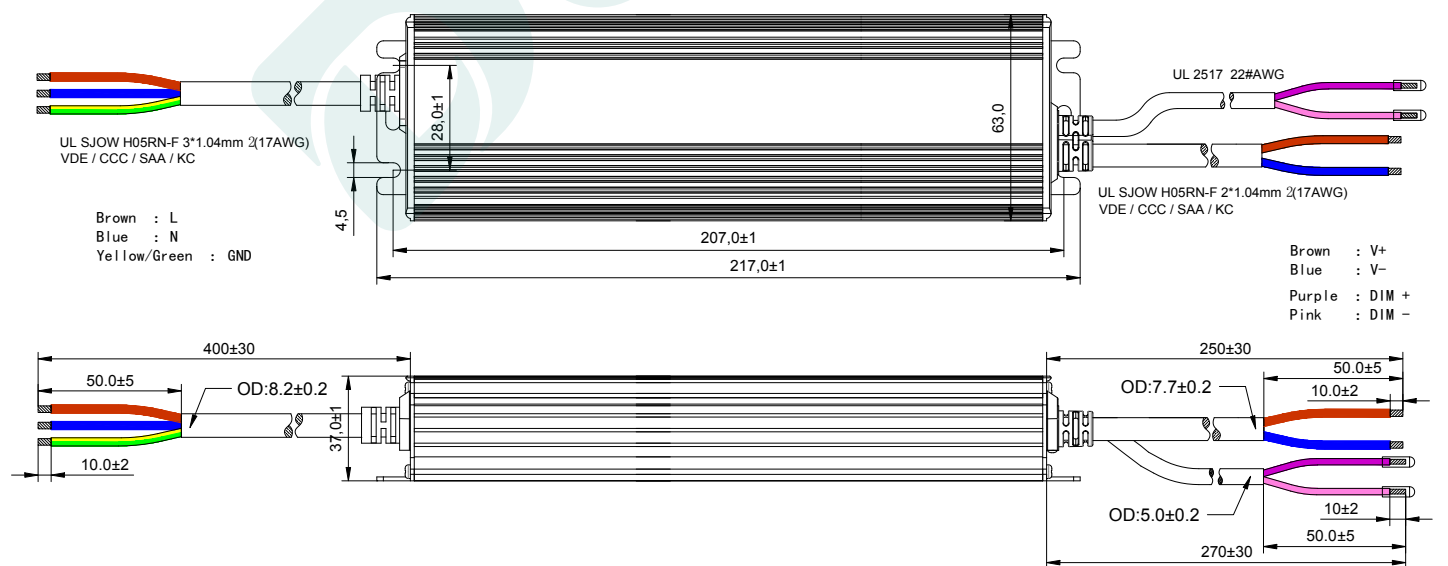 UL 2517 22#AWG
28,0±1
63,0
UL SJOW H05RN-F 3*1.04mm 2(17AWG)
VDE / CCC / SAA / KC
UL SJOW H05RN-F 2*1.04mm 2(17AWG)
VDE / CCC / SAA / KC
4,5
Brown : L
Blue : N
Yellow/Green : GND
207,0±1
217,0±1
Brown : V+
Blue : V-
Purple : DIM +
Pink : DIM -
400±30
250±30
50.0±5
50.0±5
OD:8.2±0.2
OD:7.7±0.2
10.0±2
37,0±1
10.0±2
OD:5.0±0.2
10±2
50.0±5
270±30